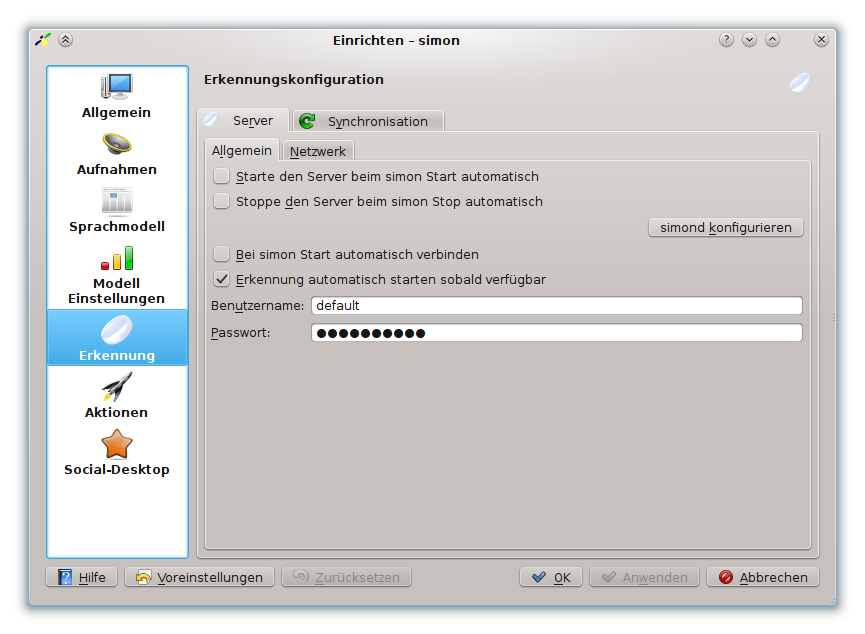 Einrichten – simon
Allgemein
Aufnahmen
Sprachmodell
Modell
Einstellungen
Erkennung
Aktionen
Social-Desktop
Erkennungskonfiguration
Server
Synchronisation
Allgemein
Netzwerk
Starte den Server beim simon Start automatisch
Stoppe den Server beim simon Stop automatisch
simond konfigurieren
Bei simon Start automatisch verbinden
Erkennung automatisch starten sobald verfügbar
Benutzername: default
Passwort: ●●●●●●●●●●
Hilfe
Voreinstellungen
Zurücksetzen
OK
Anwenden
Abbrechen